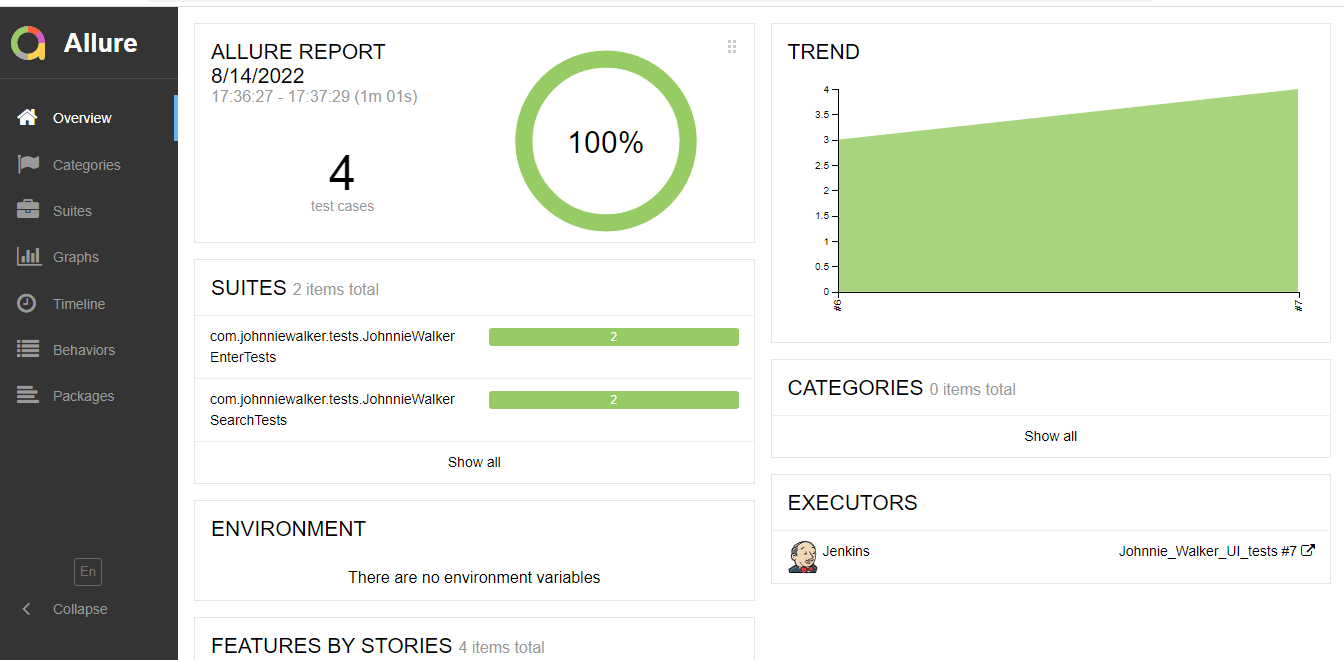 Allure
Overview
Categories
Suites
Graphs
Timeline
Behaviors
Packages
En
Collapse
ALLURE REPORT
8/14/2022
17:36:27 - 17:37:29 (1m 01s)
4
test cases
100%
SUITES 2 items total
com.johnniewalker.tests.JohnnieWalker
EnterTests
2
com.johnniewalker.tests.JohnnieWalker
SearchTests
2
Show all
ENVIRONMENT
There are no environment variables
FEATURES BY STORIES 4 items total
TREND
4
3.5
3
2.5
2
1.5
1
0.5
0
#6
#7
CATEGORIES 0 items total
Show all
EXECUTORS
Jenkins
Johnnie_Walker_UI_tests #7